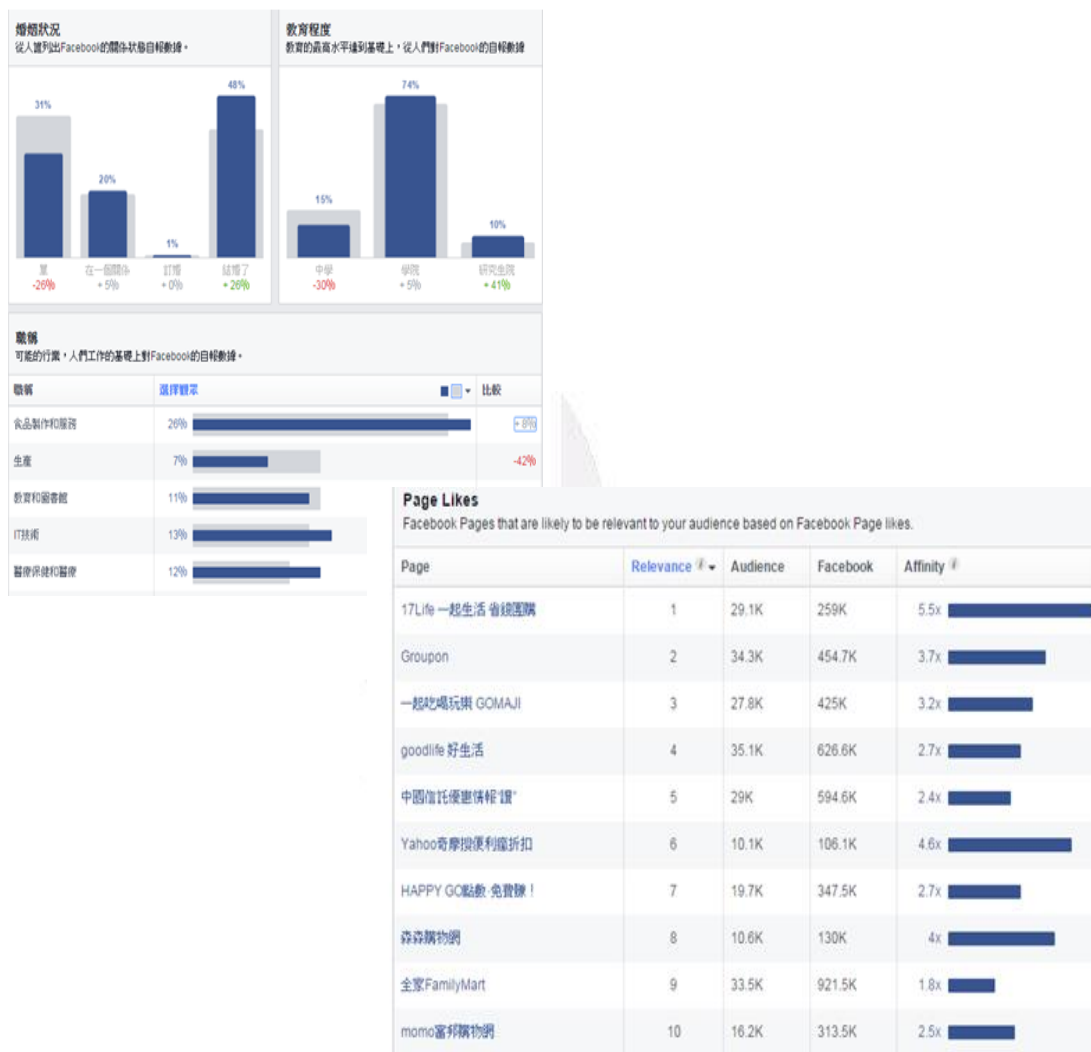 婚姻狀況
從人誰列出Facebook的關係狀態自報數據。
31%
20%
1%
48%
單
在一個關係
訂婚
結婚了
-26%
+ 5%
+ 0%
+ 26%
教育程度
教育的最高水平達到基礎上，從人們對Facebook的自報數據
15%
74%
10%
中學
學院
研究生院
-30%
+ 5%
+ 41%
職稱
可能的行業，人們工作的基礎上對Facebook的自報數據。
職稱 選擇觀眾 比較
食品製作和服務 26% + 8%
生產 7% -42%
教育和圖書館 11%
IT技術 13%
醫療保健和醫療 12%
Page Likes
Facebook Pages that are likely to be relevant to your audience based on Facebook Page likes.
Page Relevance Audience Facebook Affinity
17Life 一起生活 省錢團購 1 29.1K 259K 5.5x
Groupon 2 34.3K 454.7K 3.7x
一起吃喝玩樂 GOMAJI 3 27.8K 425K 3.2x
goodlife 好生活 4 35.1K 626.6K 2.7x
中國信託優惠情報"讚" 5 29K 594.6K 2.4x
Yahoo奇摩搜便利瘋折扣 6 10.1K 106.1K 4.6x
HAPPY GO點數 免費賺！ 7 19.7K 347.5K 2.7x
森森購物網 8 10.6K 130K 4x
全家FamilyMart 9 33.5K 921.5K 1.8x
momo富邦購物網 10 16.2K 313.5K 2.5x